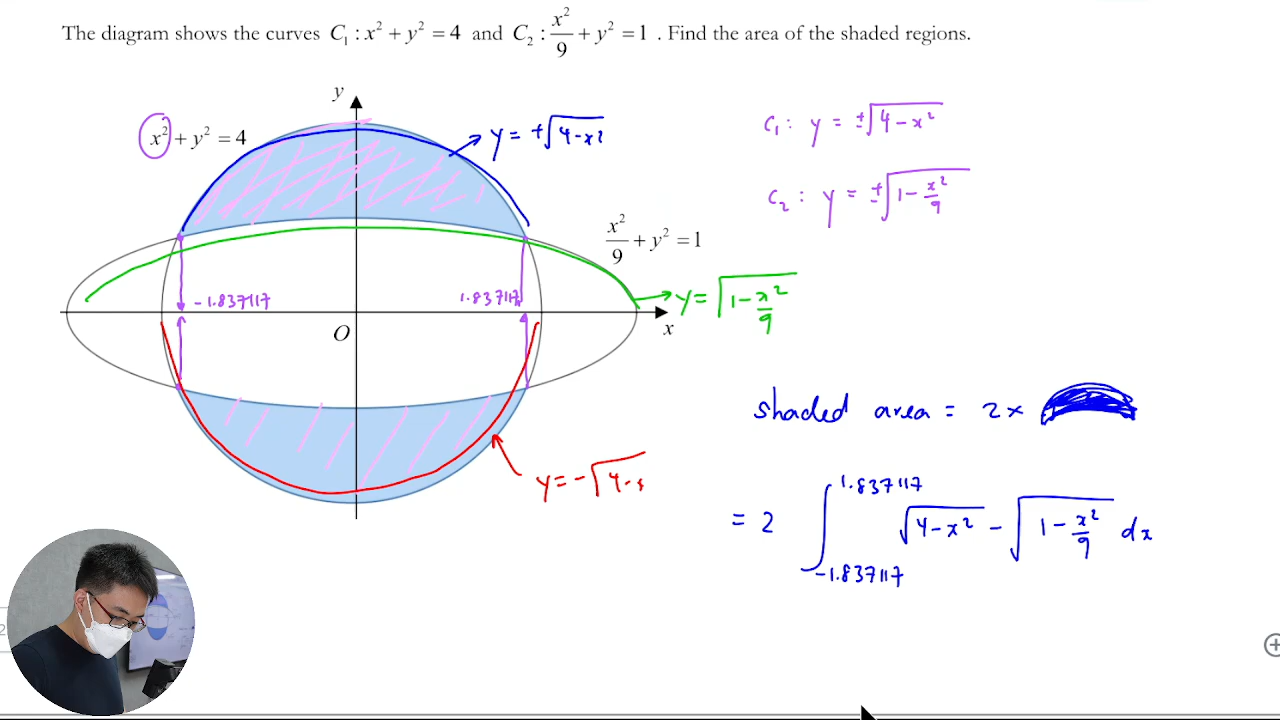 The diagram shows the curves C₁ : x² + y² = 4 and C₂ : x²/9 + y² = 1 . Find the area of the shaded regions.
y
x² + y² = 4
y = +√(4-x²)
C₁ : y = ±√(4-x²)
C₂ : y = ±√(1-x²/9)
x²/9 + y² = 1
-1.837117
1.837117
y = √(1-x²/9)
O
x
shaded area = 2x
y = -√(4-
= 2 ∫ from -1.837117 to 1.837117 √(4-x²) - √(1-x²/9) dx
2